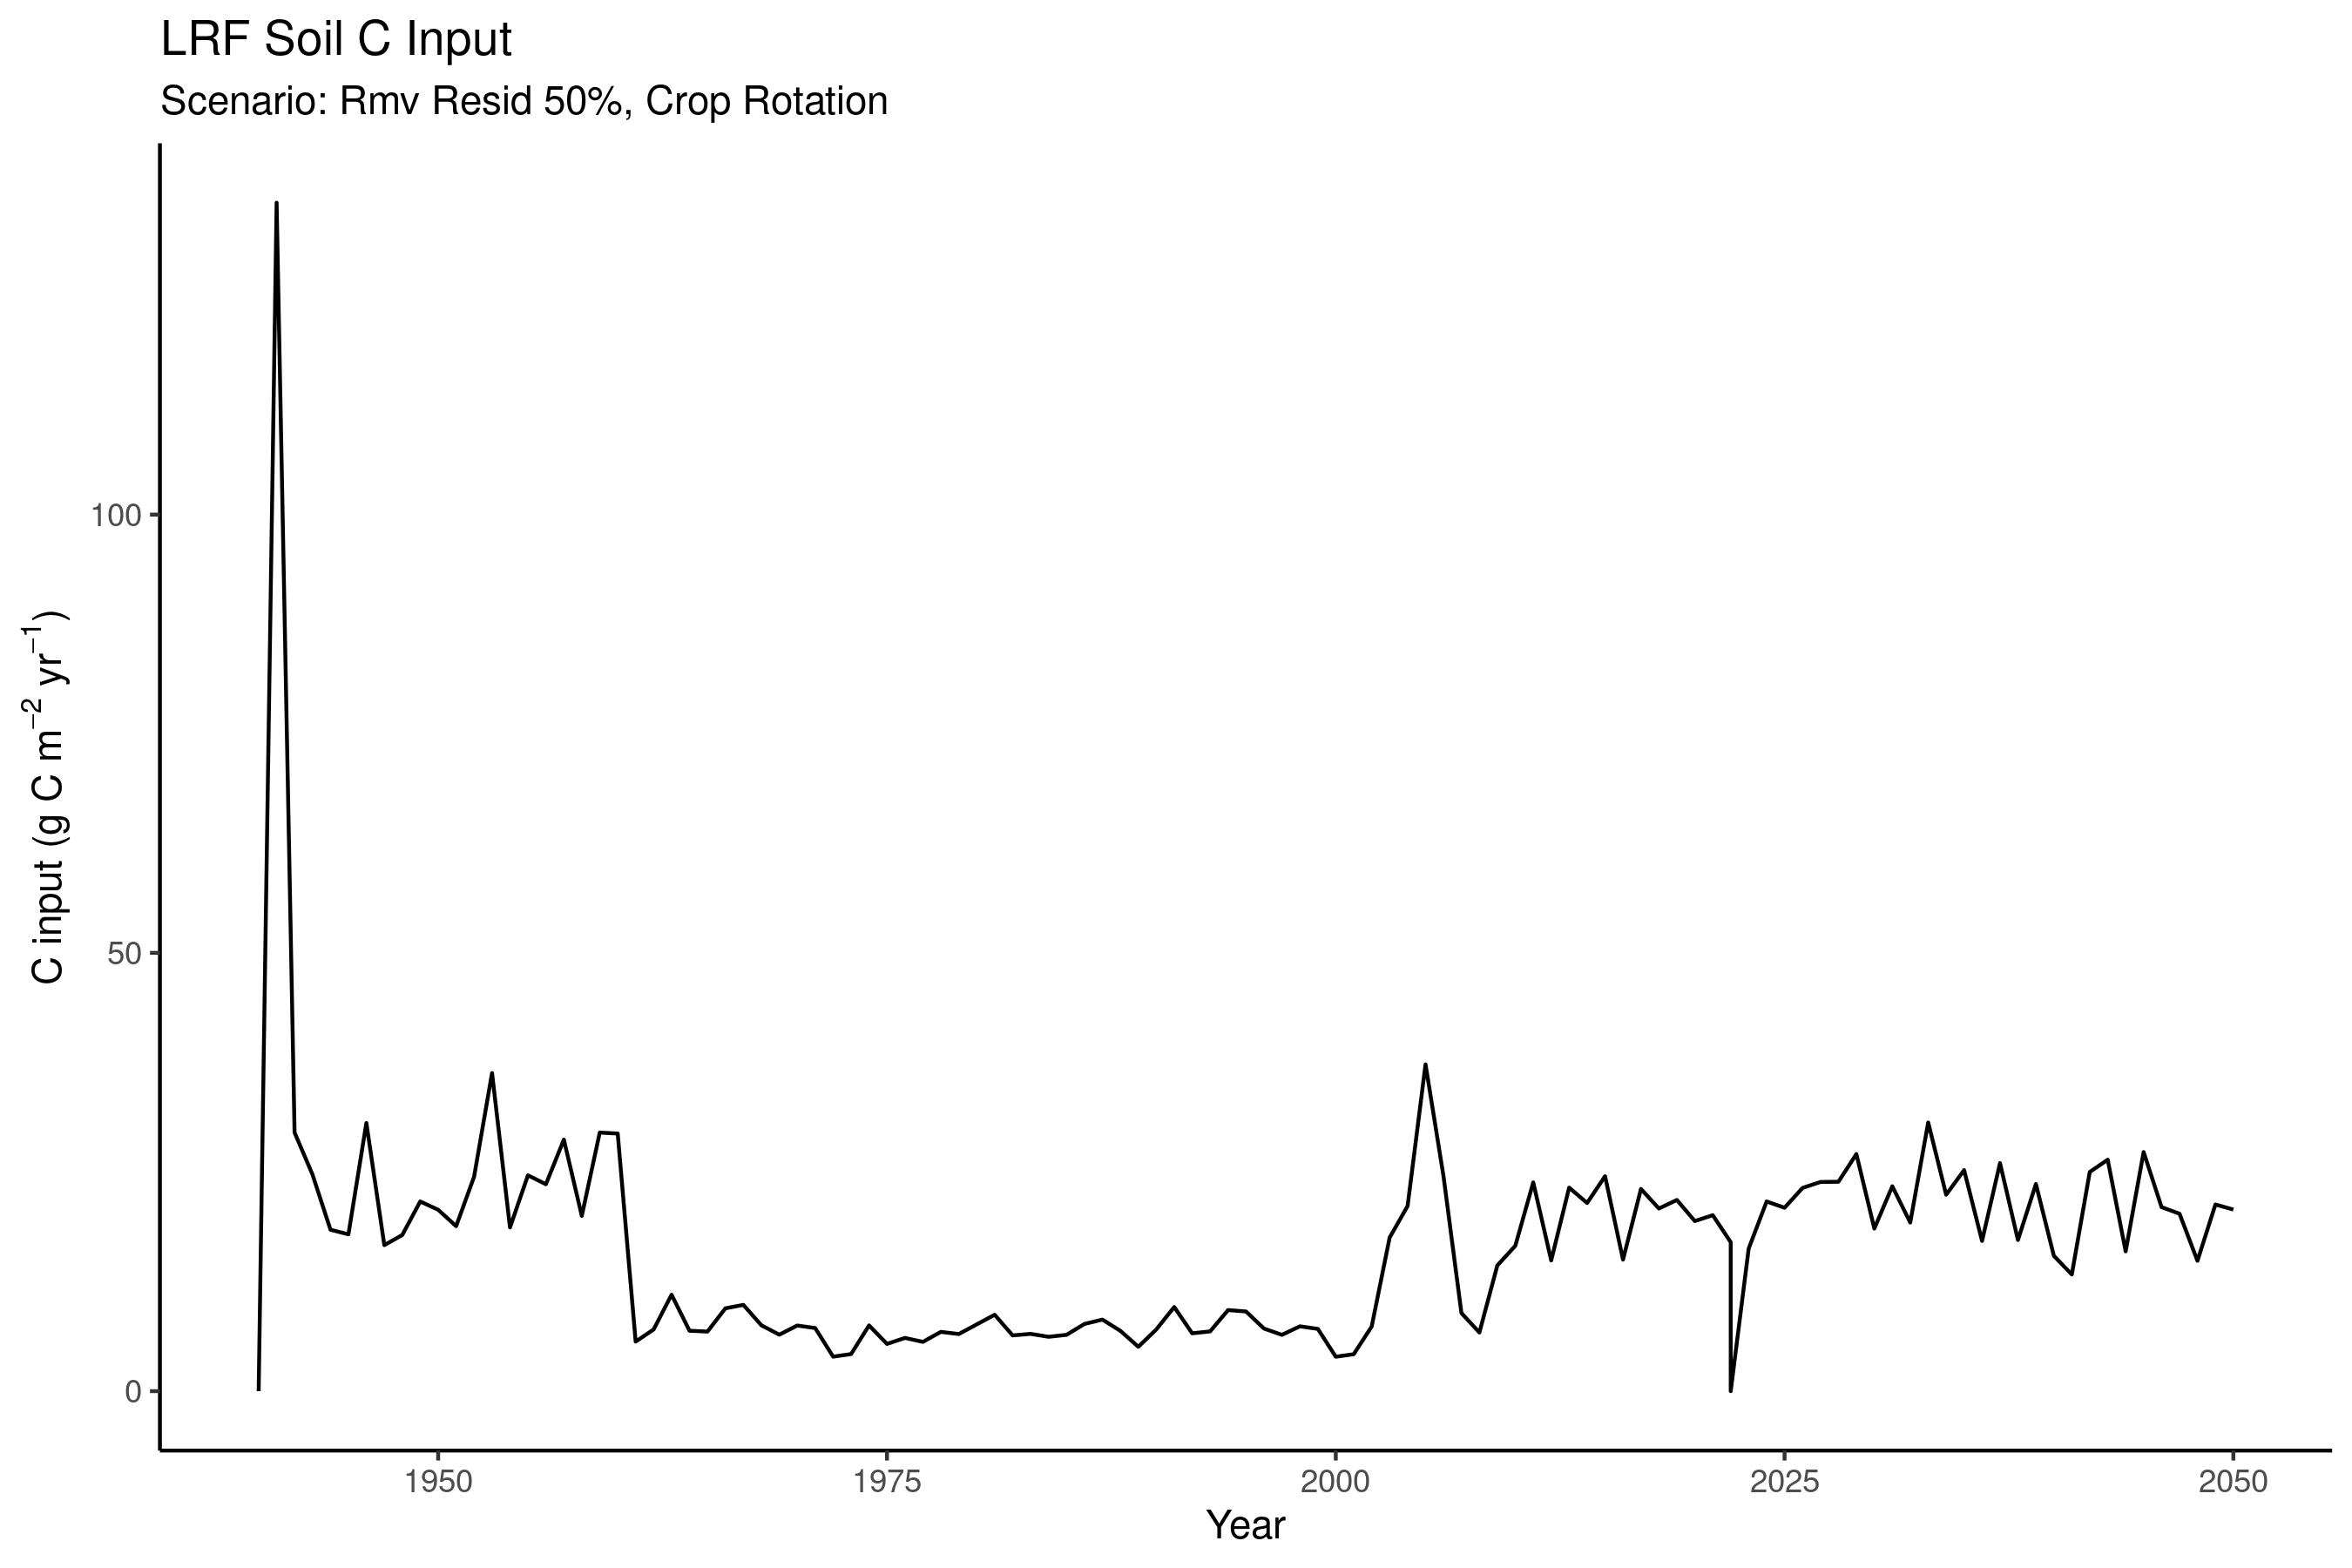 LRF Soil C Input
Scenario: Rmv Resid 50%, Crop Rotation
C input (g C m⁻² yr⁻¹)
100
50
0
1950 1975 2000 2025 2050
Year